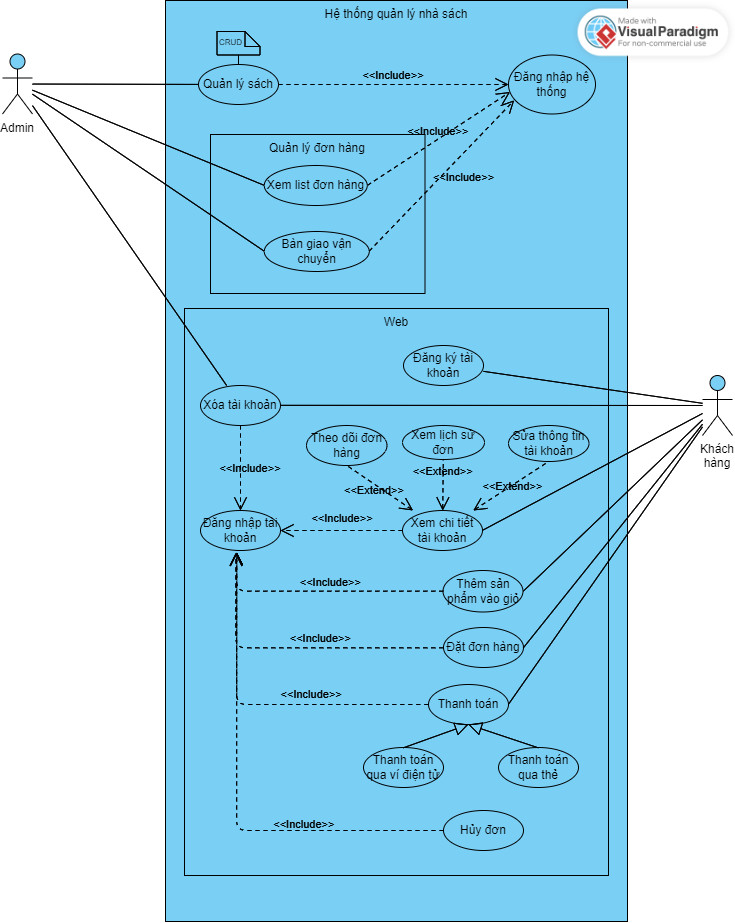 Hệ thống quản lý nhà sách
Made with
VisualParadigm
For non-commercial use
CRUD
Quản lý sách
<<Include>>
Đăng nhập hệ
thống
Admin
<<Include>>
Quản lý đơn hàng
<<Include>>
Xem list đơn hàng
Bàn giao vận
chuyển
Web
Đăng ký tài
khoản
Xóa tài khoản
Khách
hàng
Theo dõi đơn
hàng
Xem lịch sử
đơn
Sửa thông tin
tài khoản
<<Include>>
<<Extend>>
<<Extend>>
<<Extend>>
Đăng nhập tài
khoản
<<Include>>
Xem chi tiết
tài khoản
<<Include>>
Thêm sản
phẩm vào giỏ
<<Include>>
Đặt đơn hàng
<<Include>>
Thanh toán
Thanh toán
qua ví điện tử
Thanh toán
qua thẻ
<<Include>>
Hủy đơn